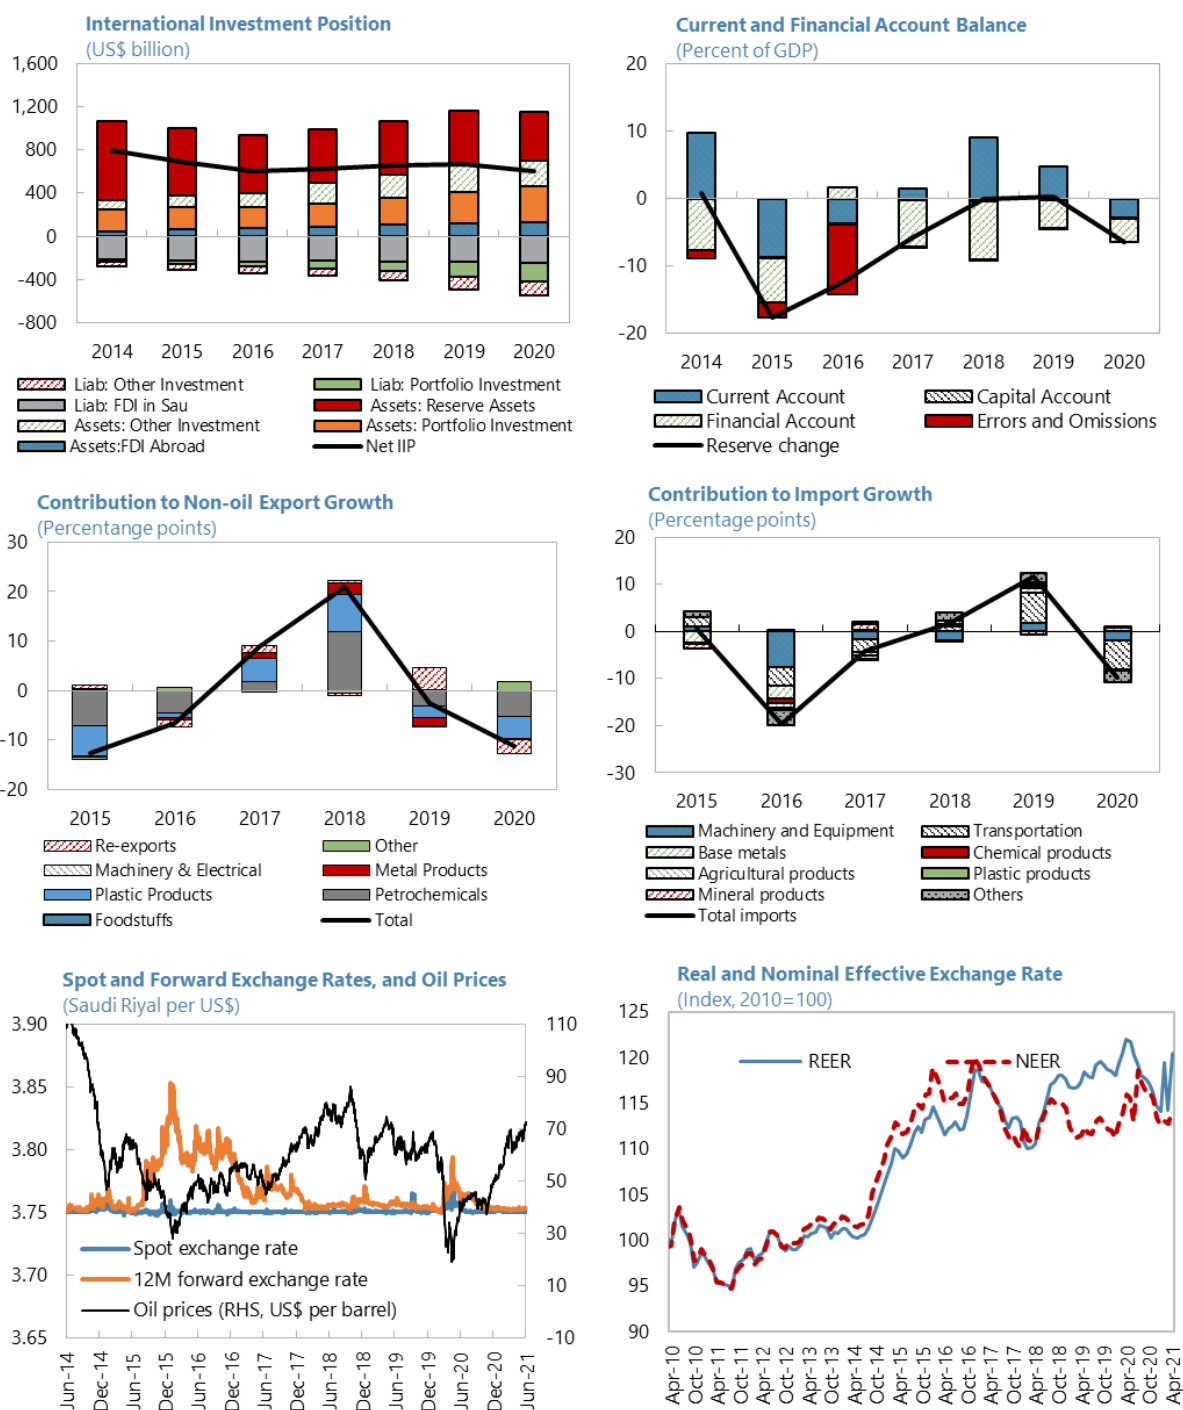 International Investment Position
(US$ billion)
1,600
1,200
800
400
0
-400
-800
2014 2015 2016 2017 2018 2019 2020
Liab: Other Investment Liab: Portfolio Investment
Liab: FDI in Sau Assets: Reserve Assets
Assets: Other Investment Assets: Portfolio Investment
Assets:FDI Abroad Net IIP
Current and Financial Account Balance
(Percent of GDP)
20
10
0
-10
-20
2014 2015 2016 2017 2018 2019 2020
Current Account Capital Account
Financial Account Errors and Omissions
Reserve change
Contribution to Non-oil Export Growth
(Percentange points)
30
20
10
0
-10
-20
2015 2016 2017 2018 2019 2020
Re-exports Other
Machinery & Electrical Metal Products
Plastic Products Petrochemicals
Foodstuffs Total
Contribution to Import Growth
(Percentage points)
20
10
0
-10
-20
-30
2015 2016 2017 2018 2019 2020
Machinery and Equipment Transportation
Base metals Chemical products
Agricultural products Plastic products
Mineral products Others
Total imports
Spot and Forward Exchange Rates, and Oil Prices
(Saudi Riyal per US$)
3.90 110
3.85 90
3.80 70
3.75 50
3.70 30
3.65 10
-10
Spot exchange rate
12M forward exchange rate
Oil prices (RHS, US$ per barrel)
Jun-14 Dec-14 Jun-15 Dec-15 Jun-16 Dec-16 Jun-17 Dec-17 Jun-18 Dec-18 Jun-19 Dec-19 Jun-20 Dec-20 Jun-21
Real and Nominal Effective Exchange Rate
(Index, 2010=100)
125
120
115
110
105
100
95
90
REER NEER
Apr-10 Oct-10 Apr-11 Oct-11 Apr-12 Oct-12 Apr-13 Oct-13 Apr-14 Oct-14 Apr-15 Oct-15 Apr-16 Oct-16 Apr-17 Oct-17 Apr-18 Oct-18 Apr-19 Oct-19 Apr-20 Oct-20 Apr-21